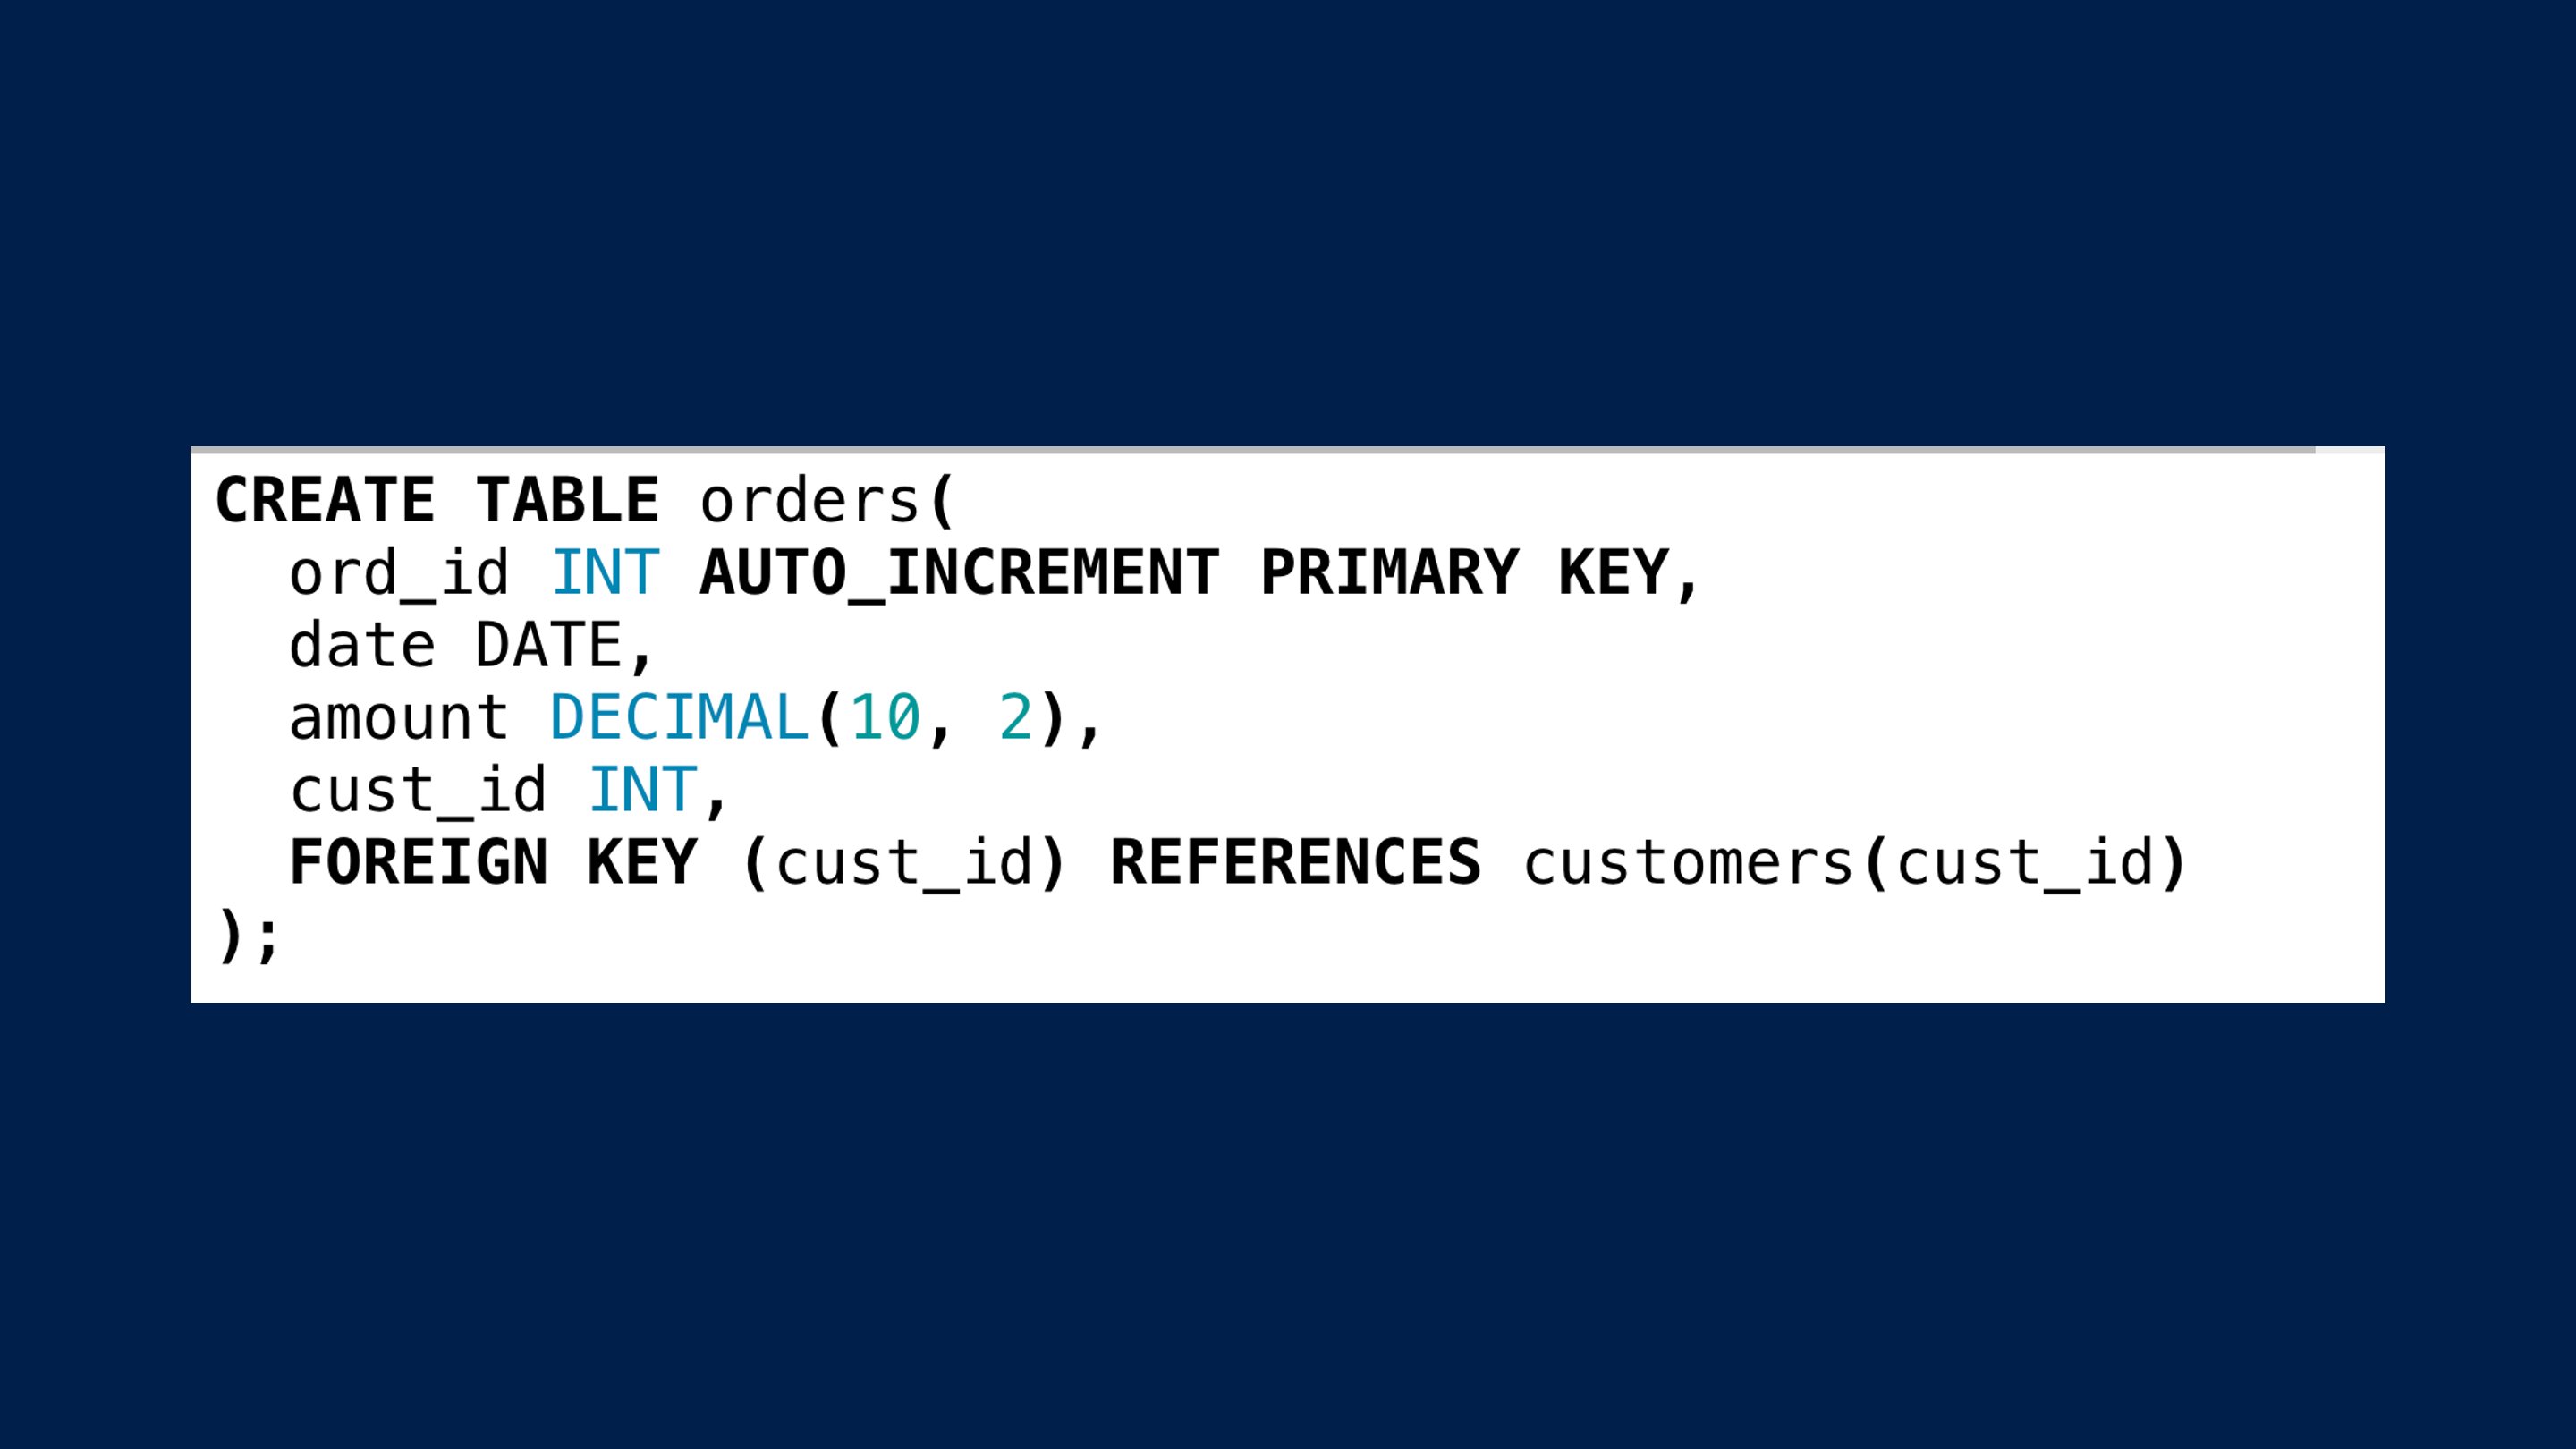 CREATE TABLE orders(
  ord_id INT AUTO_INCREMENT PRIMARY KEY,
  date DATE,
  amount DECIMAL(10, 2),
  cust_id INT,
  FOREIGN KEY (cust_id) REFERENCES customers(cust_id)
);